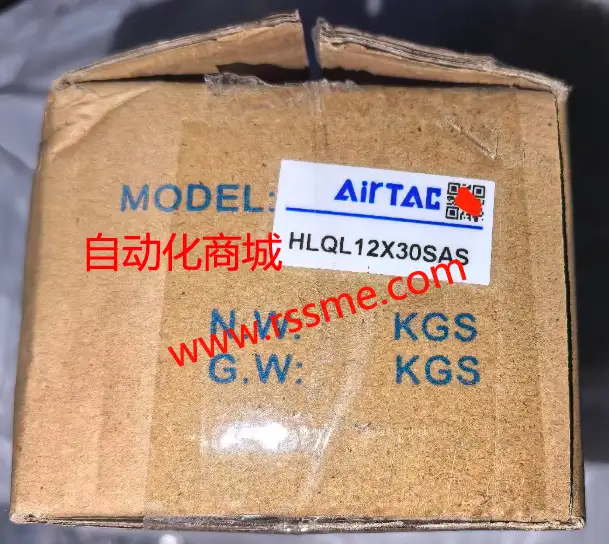 AirTAC
MODEL:
HLQL12X30SAS
自动化商城
www.rssme.com
N.W: KGS
G.W: KGS